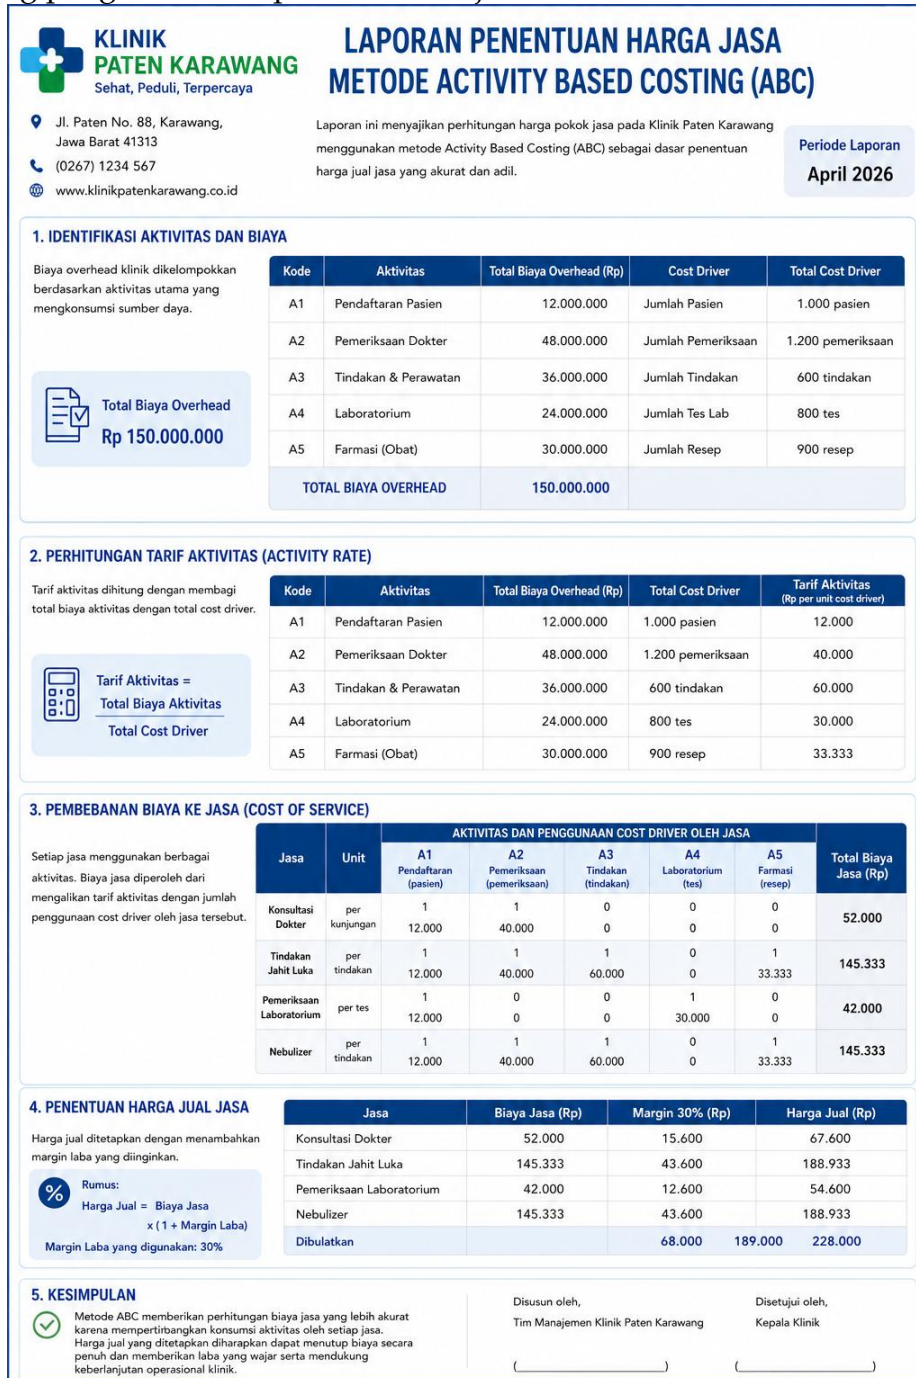 KLINIK
PATEN KARAWANG
Sehat, Peduli, Terpercaya
Jl. Paten No. 88, Karawang,
Jawa Barat 41313
(0267) 1234 567
www.klinikpatenkarawang.co.id
LAPORAN PENENTUAN HARGA JASA
METODE ACTIVITY BASED COSTING (ABC)
Laporan ini menyajikan perhitungan harga pokok jasa pada Klinik Paten Karawang
menggunakan metode Activity Based Costing (ABC) sebagai dasar penentuan
harga jual jasa yang akurat dan adil.
Periode Laporan
April 2026
1. IDENTIFIKASI AKTIVITAS DAN BIAYA
Biaya overhead klinik dikelompokkan
berdasarkan aktivitas utama yang
mengkonsumsi sumber daya.
Total Biaya Overhead
Rp 150.000.000
Kode Aktivitas Total Biaya Overhead (Rp) Cost Driver Total Cost Driver
A1 Pendaftaran Pasien 12.000.000 Jumlah Pasien 1.000 pasien
A2 Pemeriksaan Dokter 48.000.000 Jumlah Pemeriksaan 1.200 pemeriksaan
A3 Tindakan & Perawatan 36.000.000 Jumlah Tindakan 600 tindakan
A4 Laboratorium 24.000.000 Jumlah Tes Lab 800 tes
A5 Farmasi (Obat) 30.000.000 Jumlah Resep 900 resep
TOTAL BIAYA OVERHEAD 150.000.000
2. PERHITUNGAN TARIF AKTIVITAS (ACTIVITY RATE)
Tarif aktivitas dihitung dengan membagi
total biaya aktivitas dengan total cost driver.
Tarif Aktivitas =
Total Biaya Aktivitas
Total Cost Driver
Kode Aktivitas Total Biaya Overhead (Rp) Total Cost Driver Tarif Aktivitas
(Rp per unit cost driver)
A1 Pendaftaran Pasien 12.000.000 1.000 pasien 12.000
A2 Pemeriksaan Dokter 48.000.000 1.200 pemeriksaan 40.000
A3 Tindakan & Perawatan 36.000.000 600 tindakan 60.000
A4 Laboratorium 24.000.000 800 tes 30.000
A5 Farmasi (Obat) 30.000.000 900 resep 33.333
3. PEMBEBANAN BIAYA KE JASA (COST OF SERVICE)
Setiap jasa menggunakan berbagai
aktivitas. Biaya jasa diperoleh dari
mengalikan tarif aktivitas dengan jumlah
penggunaan cost driver oleh jasa tersebut.
AKTIVITAS DAN PENGGUNAAN COST DRIVER OLEH JASA
Jasa Unit A1 A2 A3 A4 A5 Total Biaya
Pendaftaran Pemeriksaan Tindakan Laboratorium Farmasi Jasa (Rp)
(pasien) (pemeriksaan) (tindakan) (tes) (resep)
Konsultasi per 1 1 0 0 0 52.000
Dokter kunjungan 12.000 40.000 0 0 0
Tindakan per 1 1 1 0 1 145.333
Jahit Luka tindakan 12.000 40.000 60.000 0 33.333
Pemeriksaan per tes 1 0 0 1 0 42.000
Laboratorium 12.000 0 0 30.000 0
Nebulizer per 1 1 1 0 1 145.333
tindakan 12.000 40.000 60.000 0 33.333
4. PENENTUAN HARGA JUAL JASA
Harga jual ditetapkan dengan menambahkan
margin laba yang diinginkan.
%
Rumus:
Harga Jual = Biaya Jasa
x ( 1 + Margin Laba)
Margin Laba yang digunakan: 30%
Jasa Biaya Jasa (Rp) Margin 30% (Rp) Harga Jual (Rp)
Konsultasi Dokter 52.000 15.600 67.600
Tindakan Jahit Luka 145.333 43.600 188.933
Pemeriksaan Laboratorium 42.000 12.600 54.600
Nebulizer 145.333 43.600 188.933
Dibulatkan 68.000 189.000 228.000
5. KESIMPULAN
Metode ABC memberikan perhitungan biaya jasa yang lebih akurat
karena mempertimbangkan konsumsi aktivitas oleh setiap jasa.
Harga jual yang ditetapkan diharapkan dapat menutup biaya secara
penuh dan memberikan laba yang wajar serta mendukung
keberlanjutan operasional klinik.
Disusun oleh,
Tim Manajemen Klinik Paten Karawang
(____________________)
Disetujui oleh,
Kepala Klinik
(____________________)